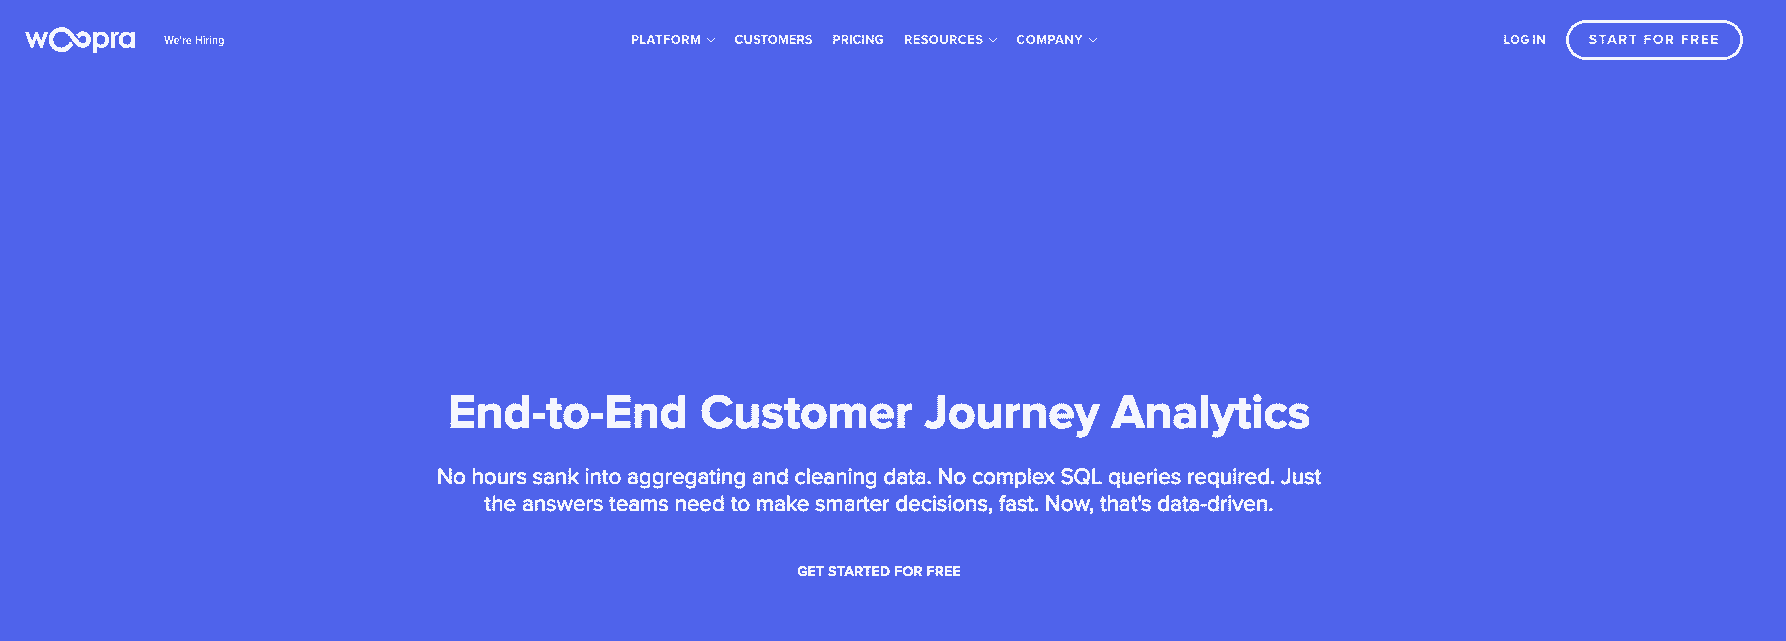 woopra
We're Hiring
PLATFORM
CUSTOMERS
PRICING
RESOURCES
COMPANY
LOG IN
START FOR FREE
End-to-End Customer Journey Analytics
No hours sank into aggregating and cleaning data. No complex SQL queries required. Just
the answers teams need to make smarter decisions, fast. Now, that's data-driven.
GET STARTED FOR FREE